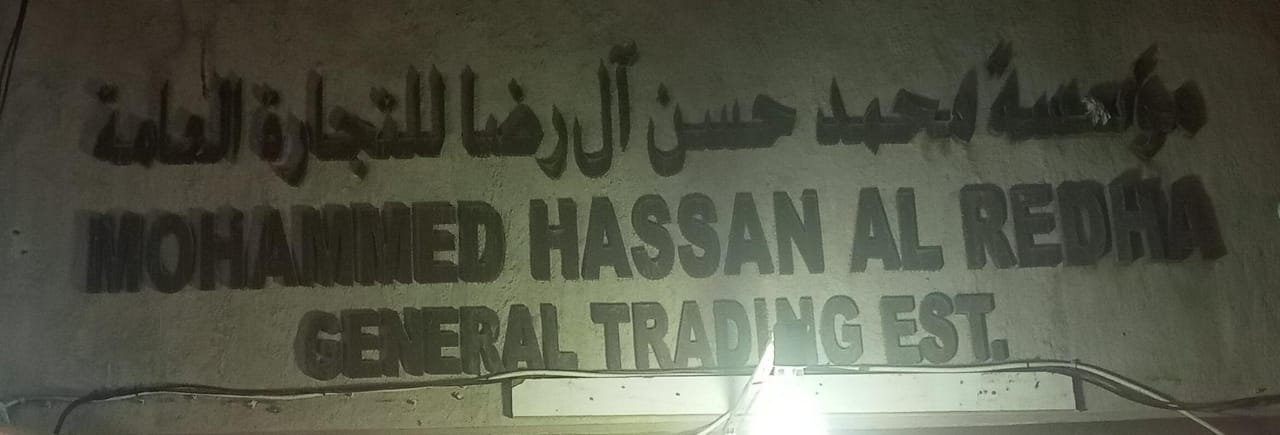 مؤسسة محمد حسن آل رضا للتجارة العامة
MOHAMMED HASSAN AL REDHA
GENERAL TRADING EST.